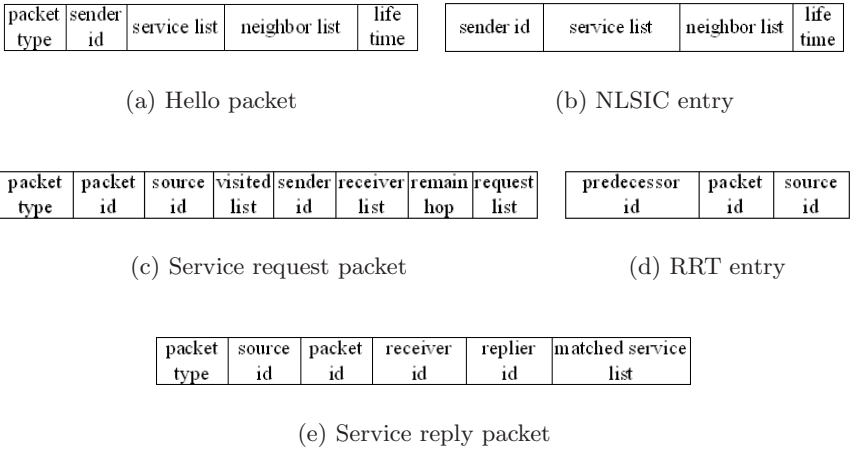 packet type sender id service list neighbor list life time
sender id service list neighbor list life time
(a) Hello packet
(b) NLSIC entry
packet type packet id source id visited list sender id receiver list remain hop request list
predecessor id packet id source id
(c) Service request packet
(d) RRT entry
packet type source id packet id receiver id replier id matched service list
(e) Service reply packet